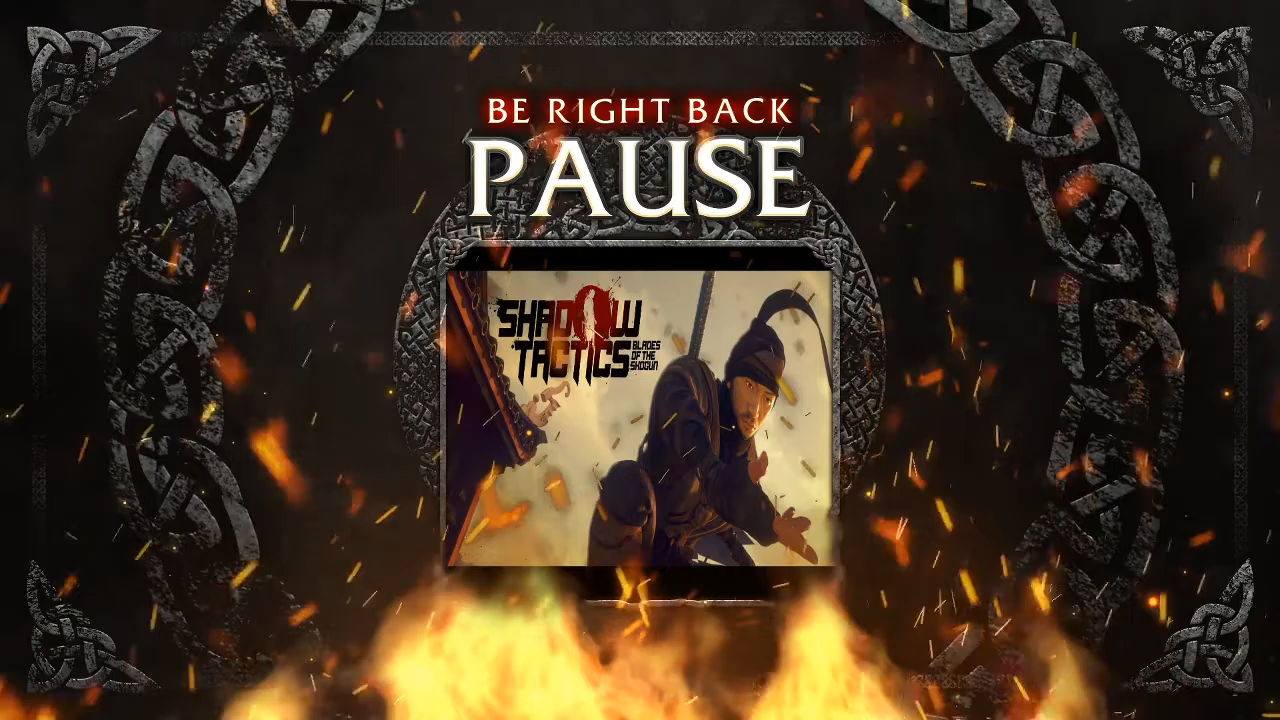 BE RIGHT BACK
PAUSE
SHADOW
TACTICS
BLADES
OF THE
SHOGUN